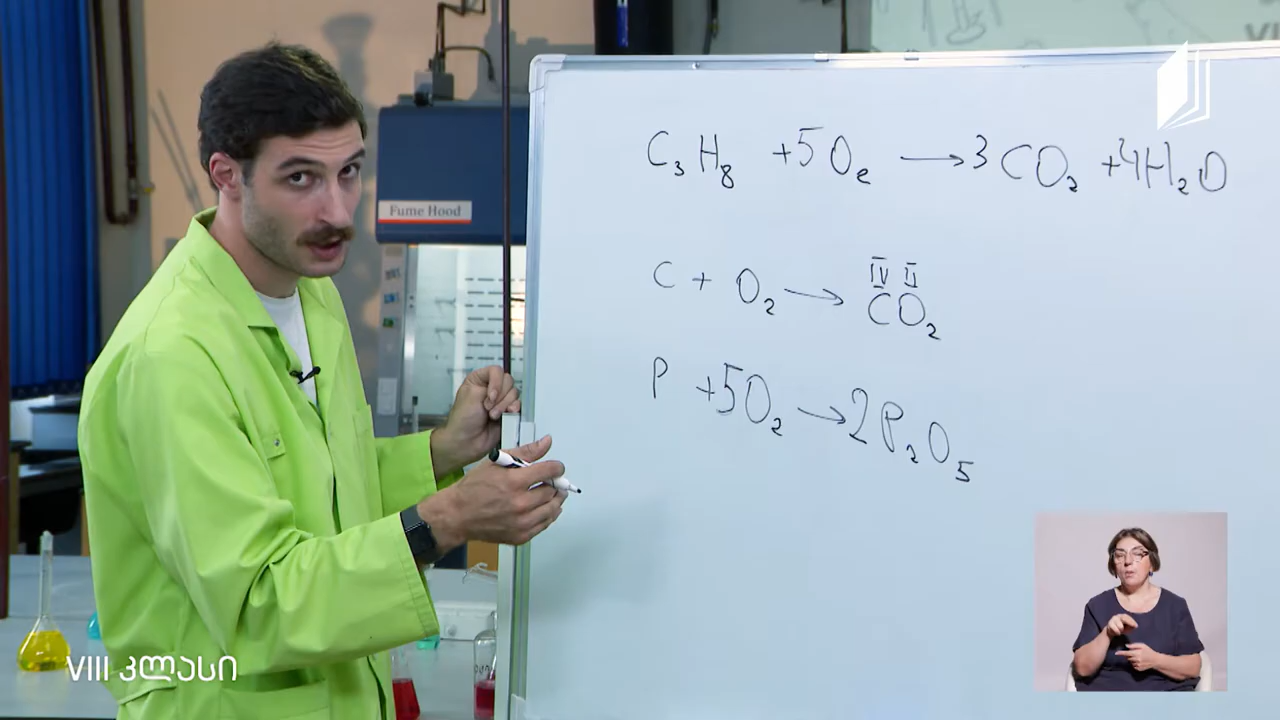 C₃H₈ +5O₂ → 3CO₂ +4H₂O
IV II
C + O₂ → CO₂
P +5O₂ → 2P₂O₅
Fume Hood
VIII კლასი